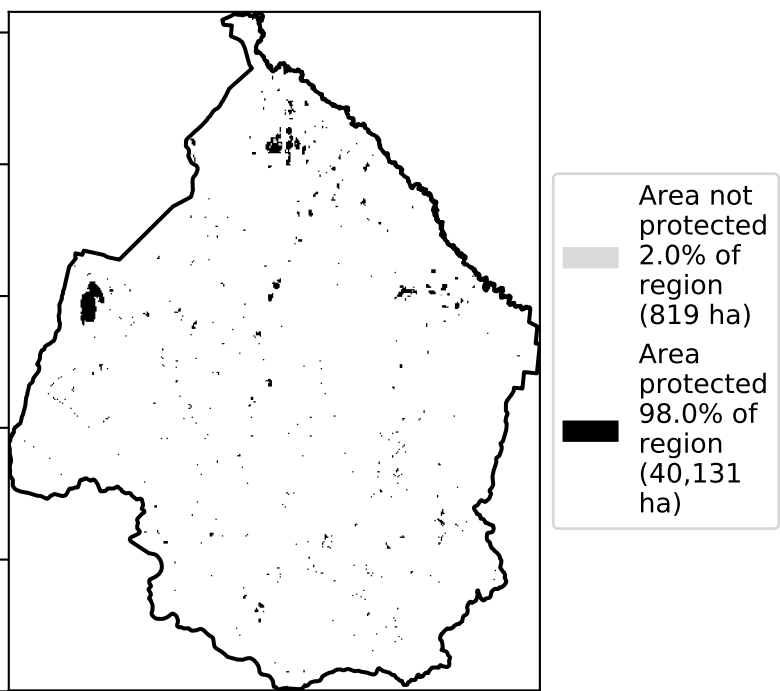 Area not
protected
2.0% of
region
(819 ha)
Area
protected
98.0% of
region
(40,131
ha)